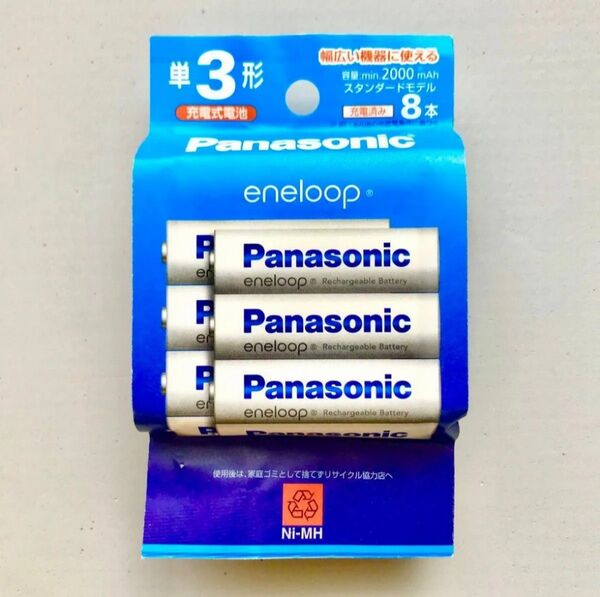 単3形
充電式電池
幅広い機器に使える
容量:min.2000 mAh
スタンダードモデル
充電済み 8本
Panasonic
eneloop®
Panasonic
eneloop® Rechargeable Battery
Panasonic
eneloop® Rechargeable Battery
Panasonic
eneloop® Rechargeable Battery
使用後は、家庭ゴミとして捨てずリサイクル協力店へ
Ni-MH